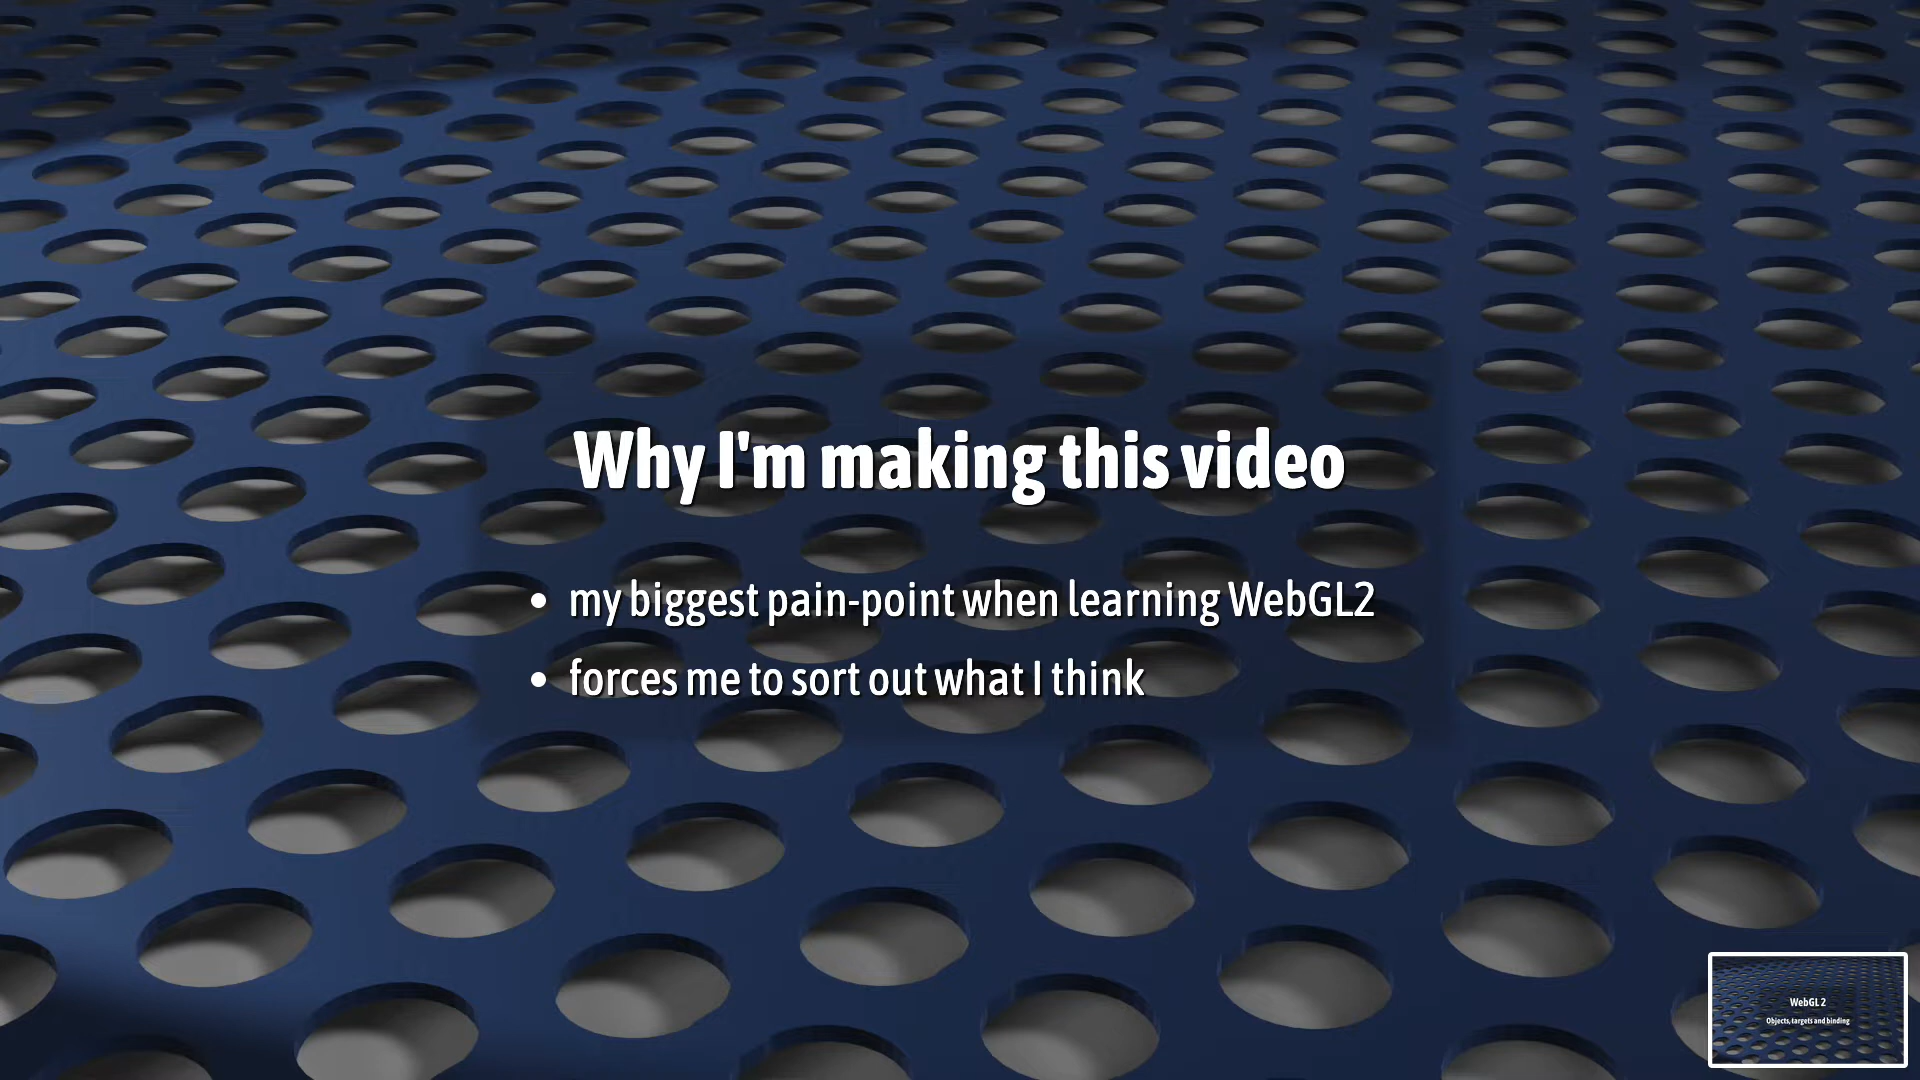 Why I'm making this video
my biggest pain-point when learning WebGL2
forces me to sort out what I think
WebGL 2
Objects, targets and binding